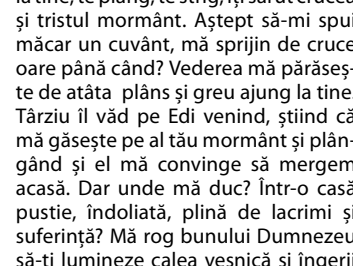 la tine, te plâng, te strig, îți sărut crucea
și tristul mormânt. Aștept să-mi spui
măcar un cuvânt, mă sprijin de cruce
oare până când? Vederea mă părăseș-
te de atâta plâns și greu ajung la tine.
Târziu îl văd pe Edi venind, știind că
mă găsește pe al tău mormânt și plân-
gând și el mă convinge să mergem
acasă. Dar unde mă duc? Într-o casă
pustie, îndoliată, plină de lacrimi și
suferință? Mă rog bunului Dumnezeu
să-ți lumineze calea veșnică și îngerii